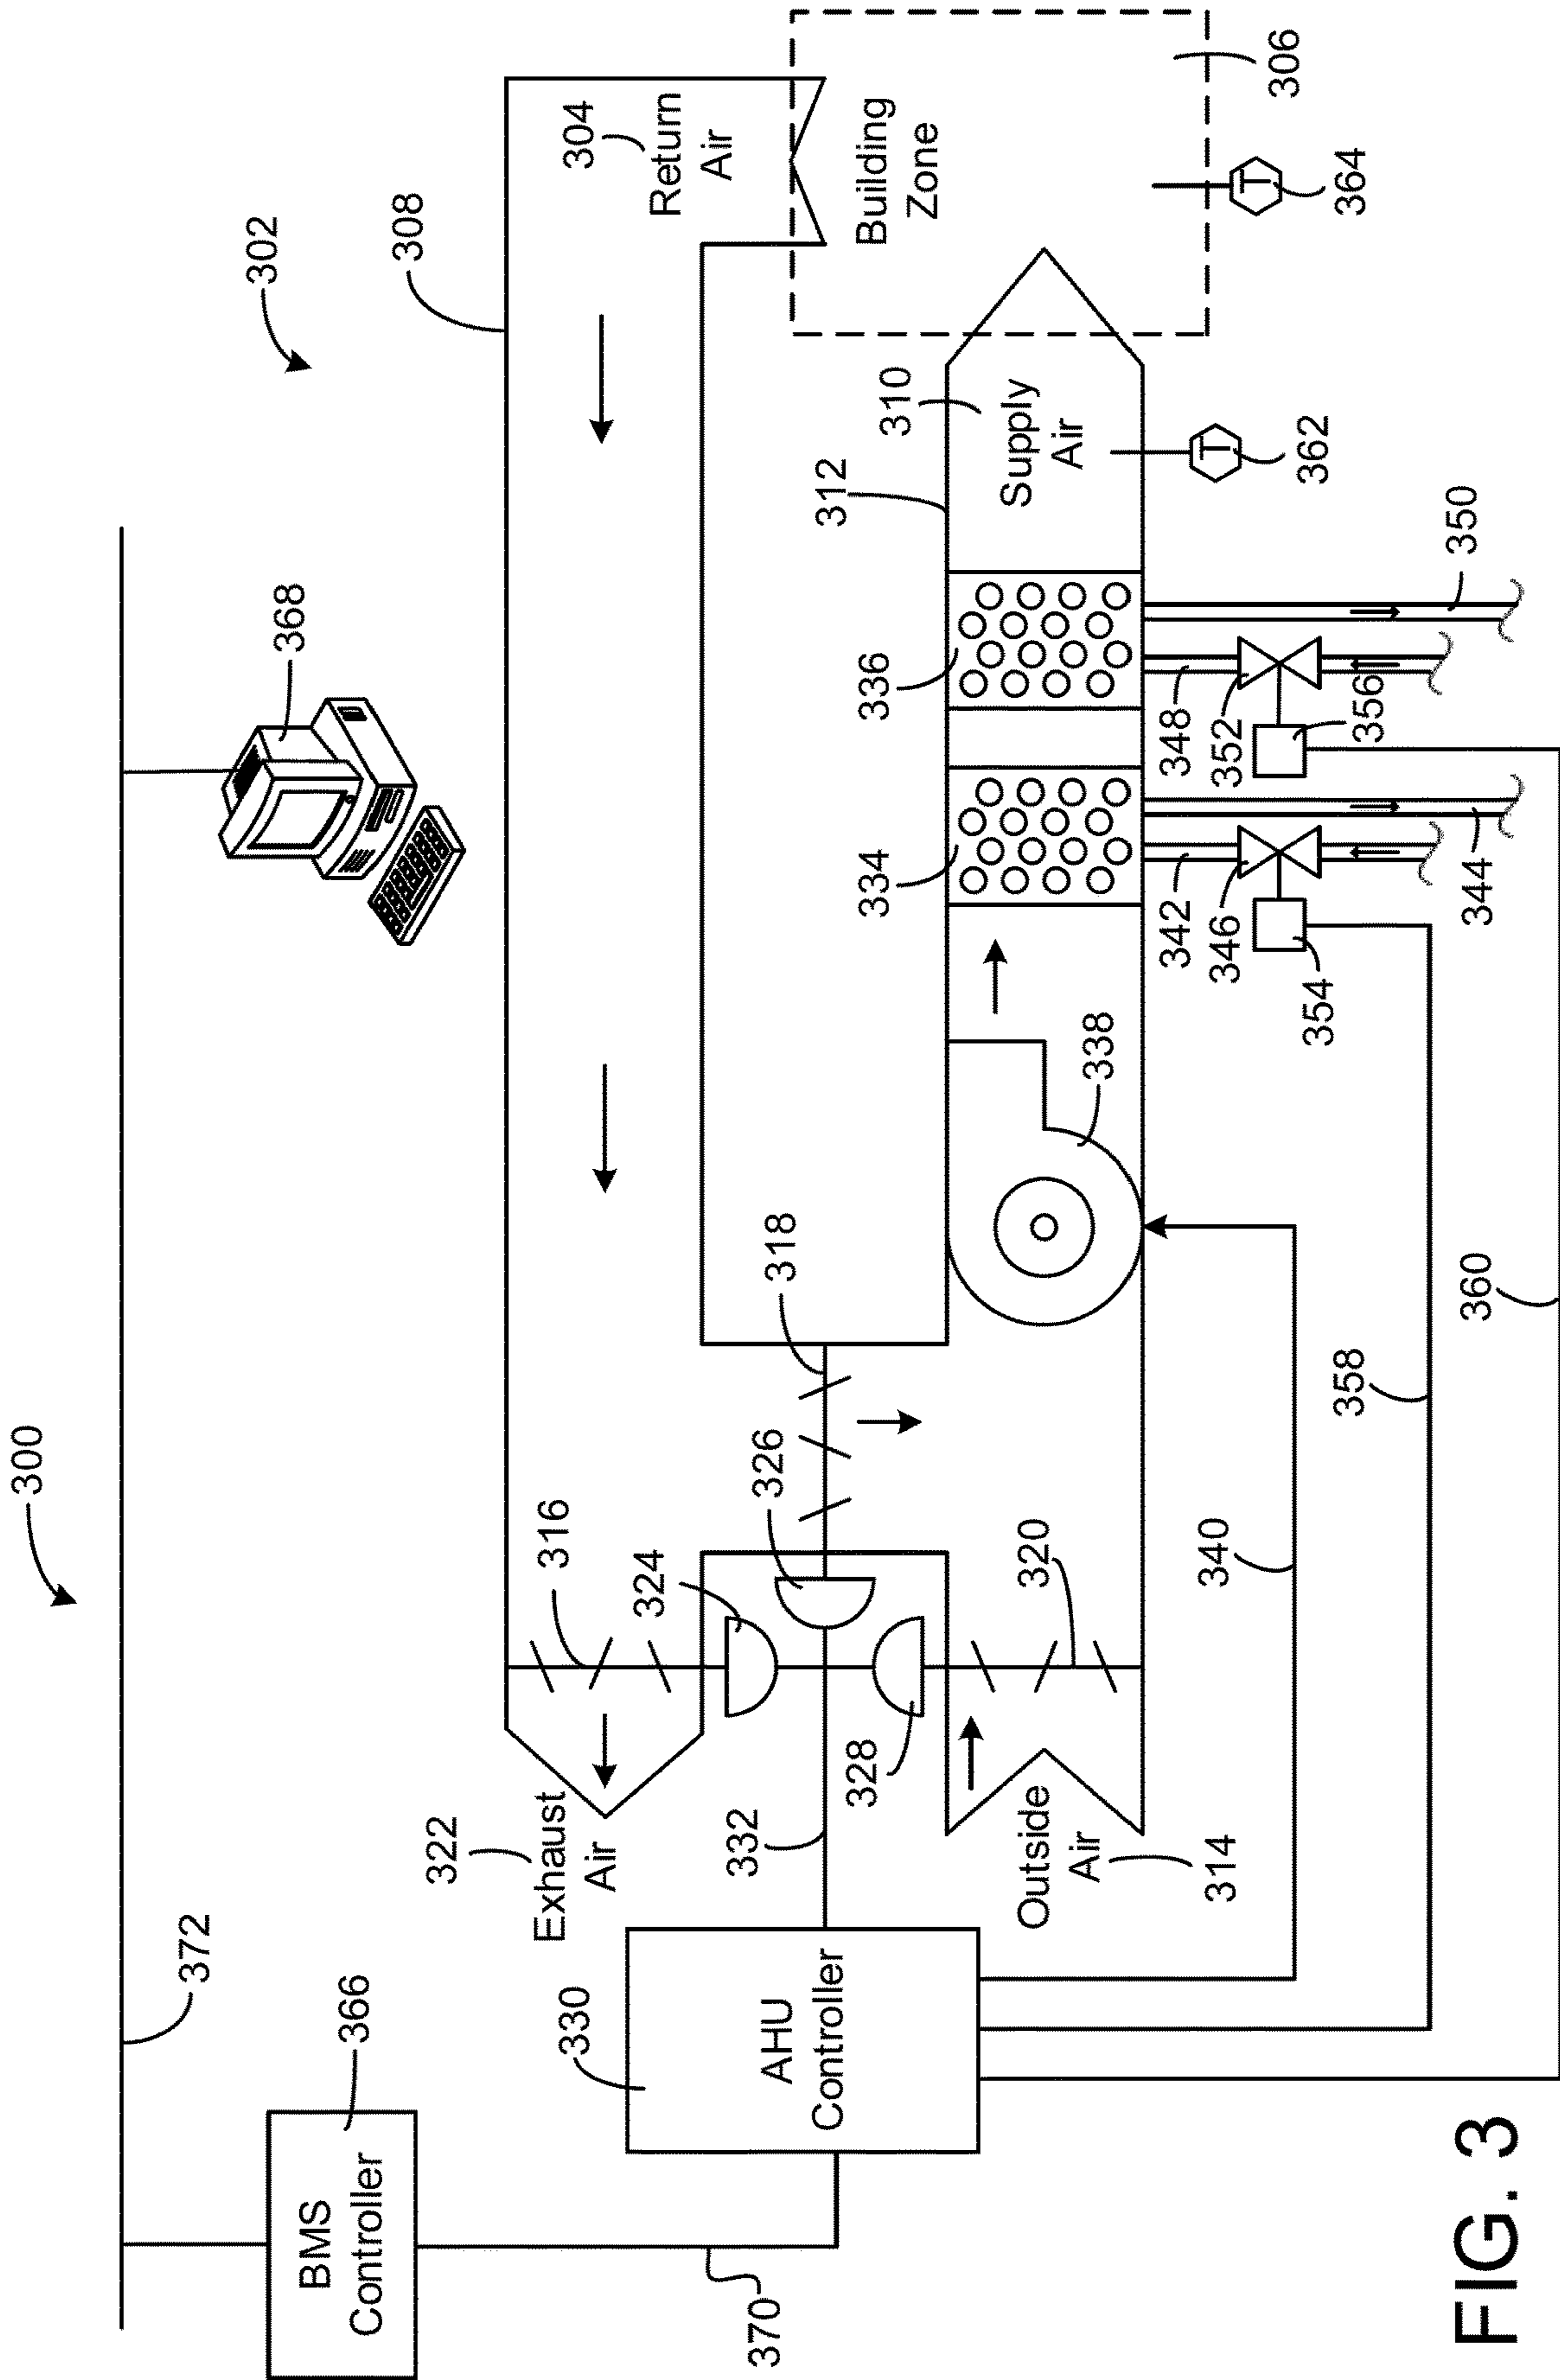 300
302
372
368
308
366
BMS
Controller
370
330
AHU
Controller
322
Exhaust
Air
316
324
326
318
332
328
304
Return
Air
Building
Zone
306
310
312
Supply
Air
336
334
338
Outside
Air
314
320
340
342
346
348
352
354
356
344
350
362
T
364
T
358
360
FIG. 3